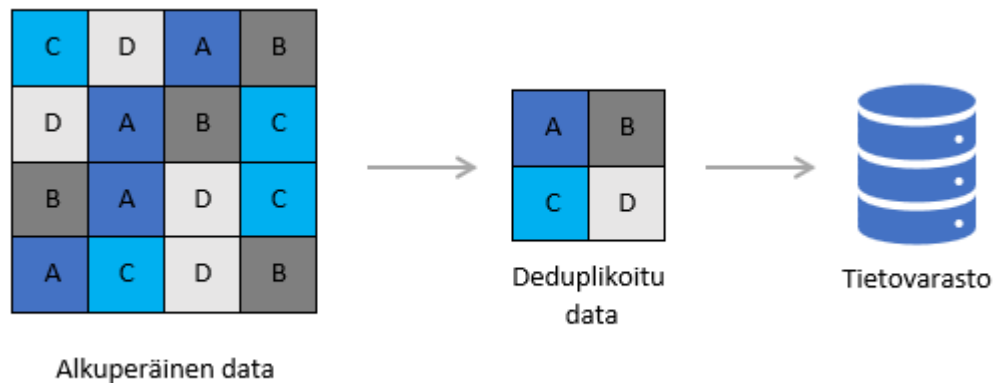 C D A B
D A B C
B A D C
A C D B
Alkuperäinen data
A B
C D
Deduplikoitu
data
Tietovarasto